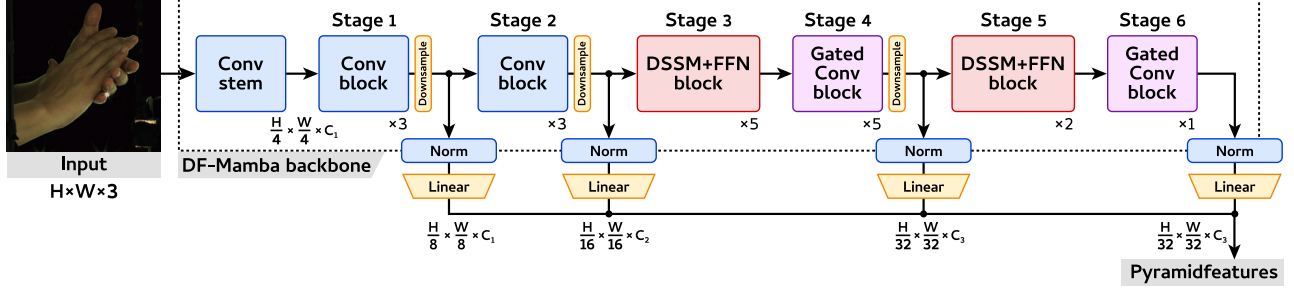 Stage 1
Stage 2
Stage 3
Stage 4
Stage 5
Stage 6
Conv
stem
Conv
block
Downsample
Conv
block
Downsample
DSSM+FFN
block
Gated
Conv
block
Downsample
DSSM+FFN
block
Gated
Conv
block
H/4 × W/4 × C₁
×3
×3
×5
×5
×2
×1
Input
H×W×3
DF-Mamba backbone
Norm
Norm
Norm
Norm
Linear
Linear
Linear
Linear
H/8 × W/8 × C₁
H/16 × W/16 × C₂
H/32 × W/32 × C₃
H/32 × W/32 × C₃
Pyramidfeatures